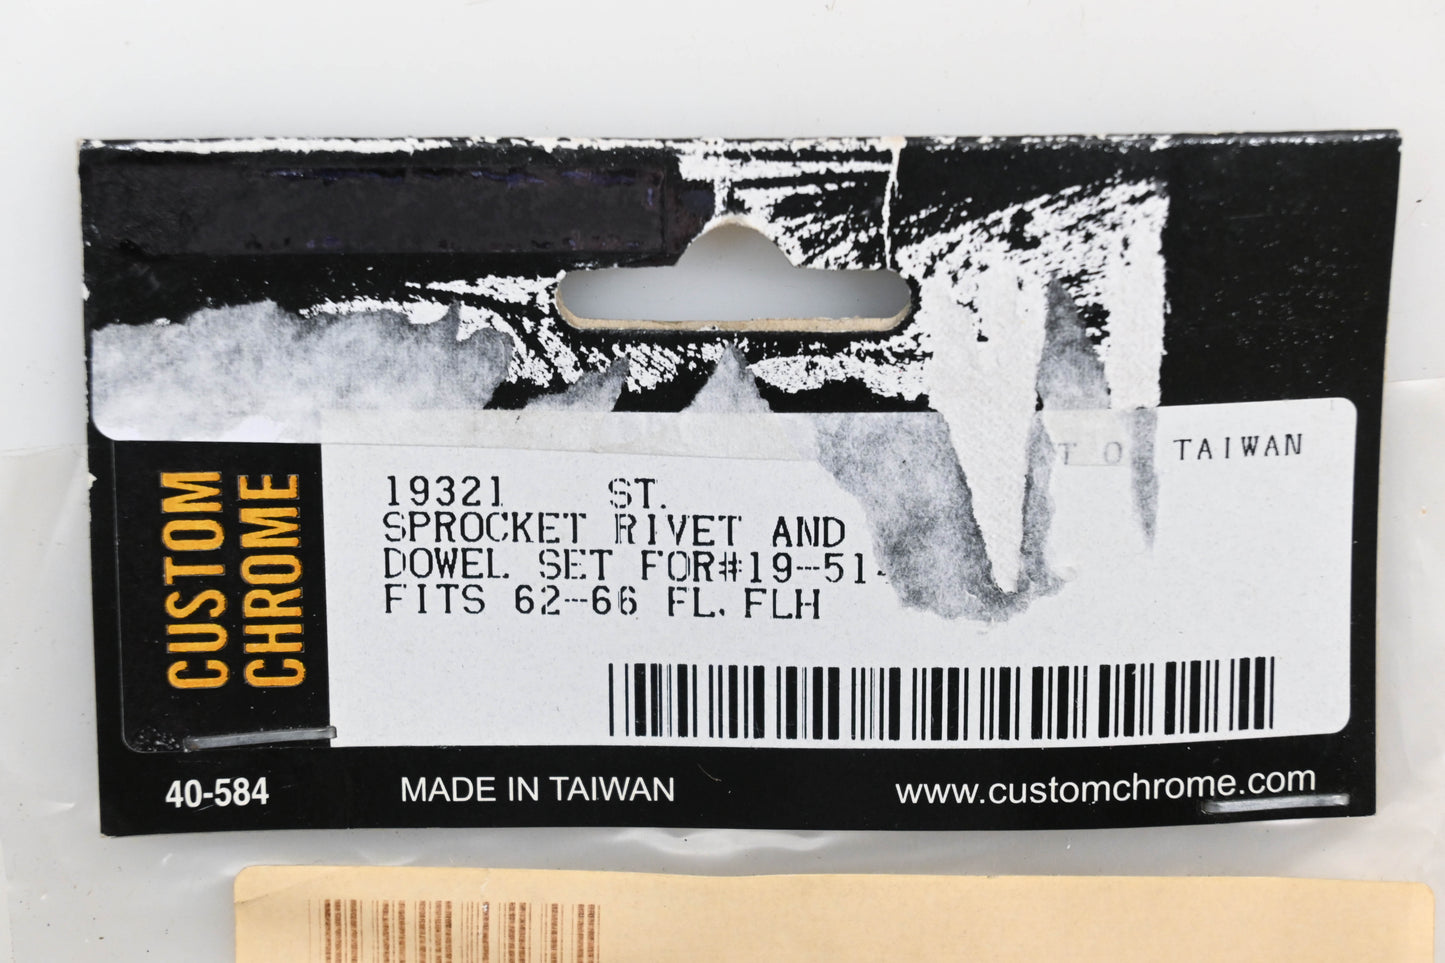 TAIWAN
CUSTOM
CHROME
19321 ST.
SPROCKET RIVET AND
DOWEL SET FOR#19-51
FITS 62-66 FL. FLH
40-584
MADE IN TAIWAN
www.customchrome.com